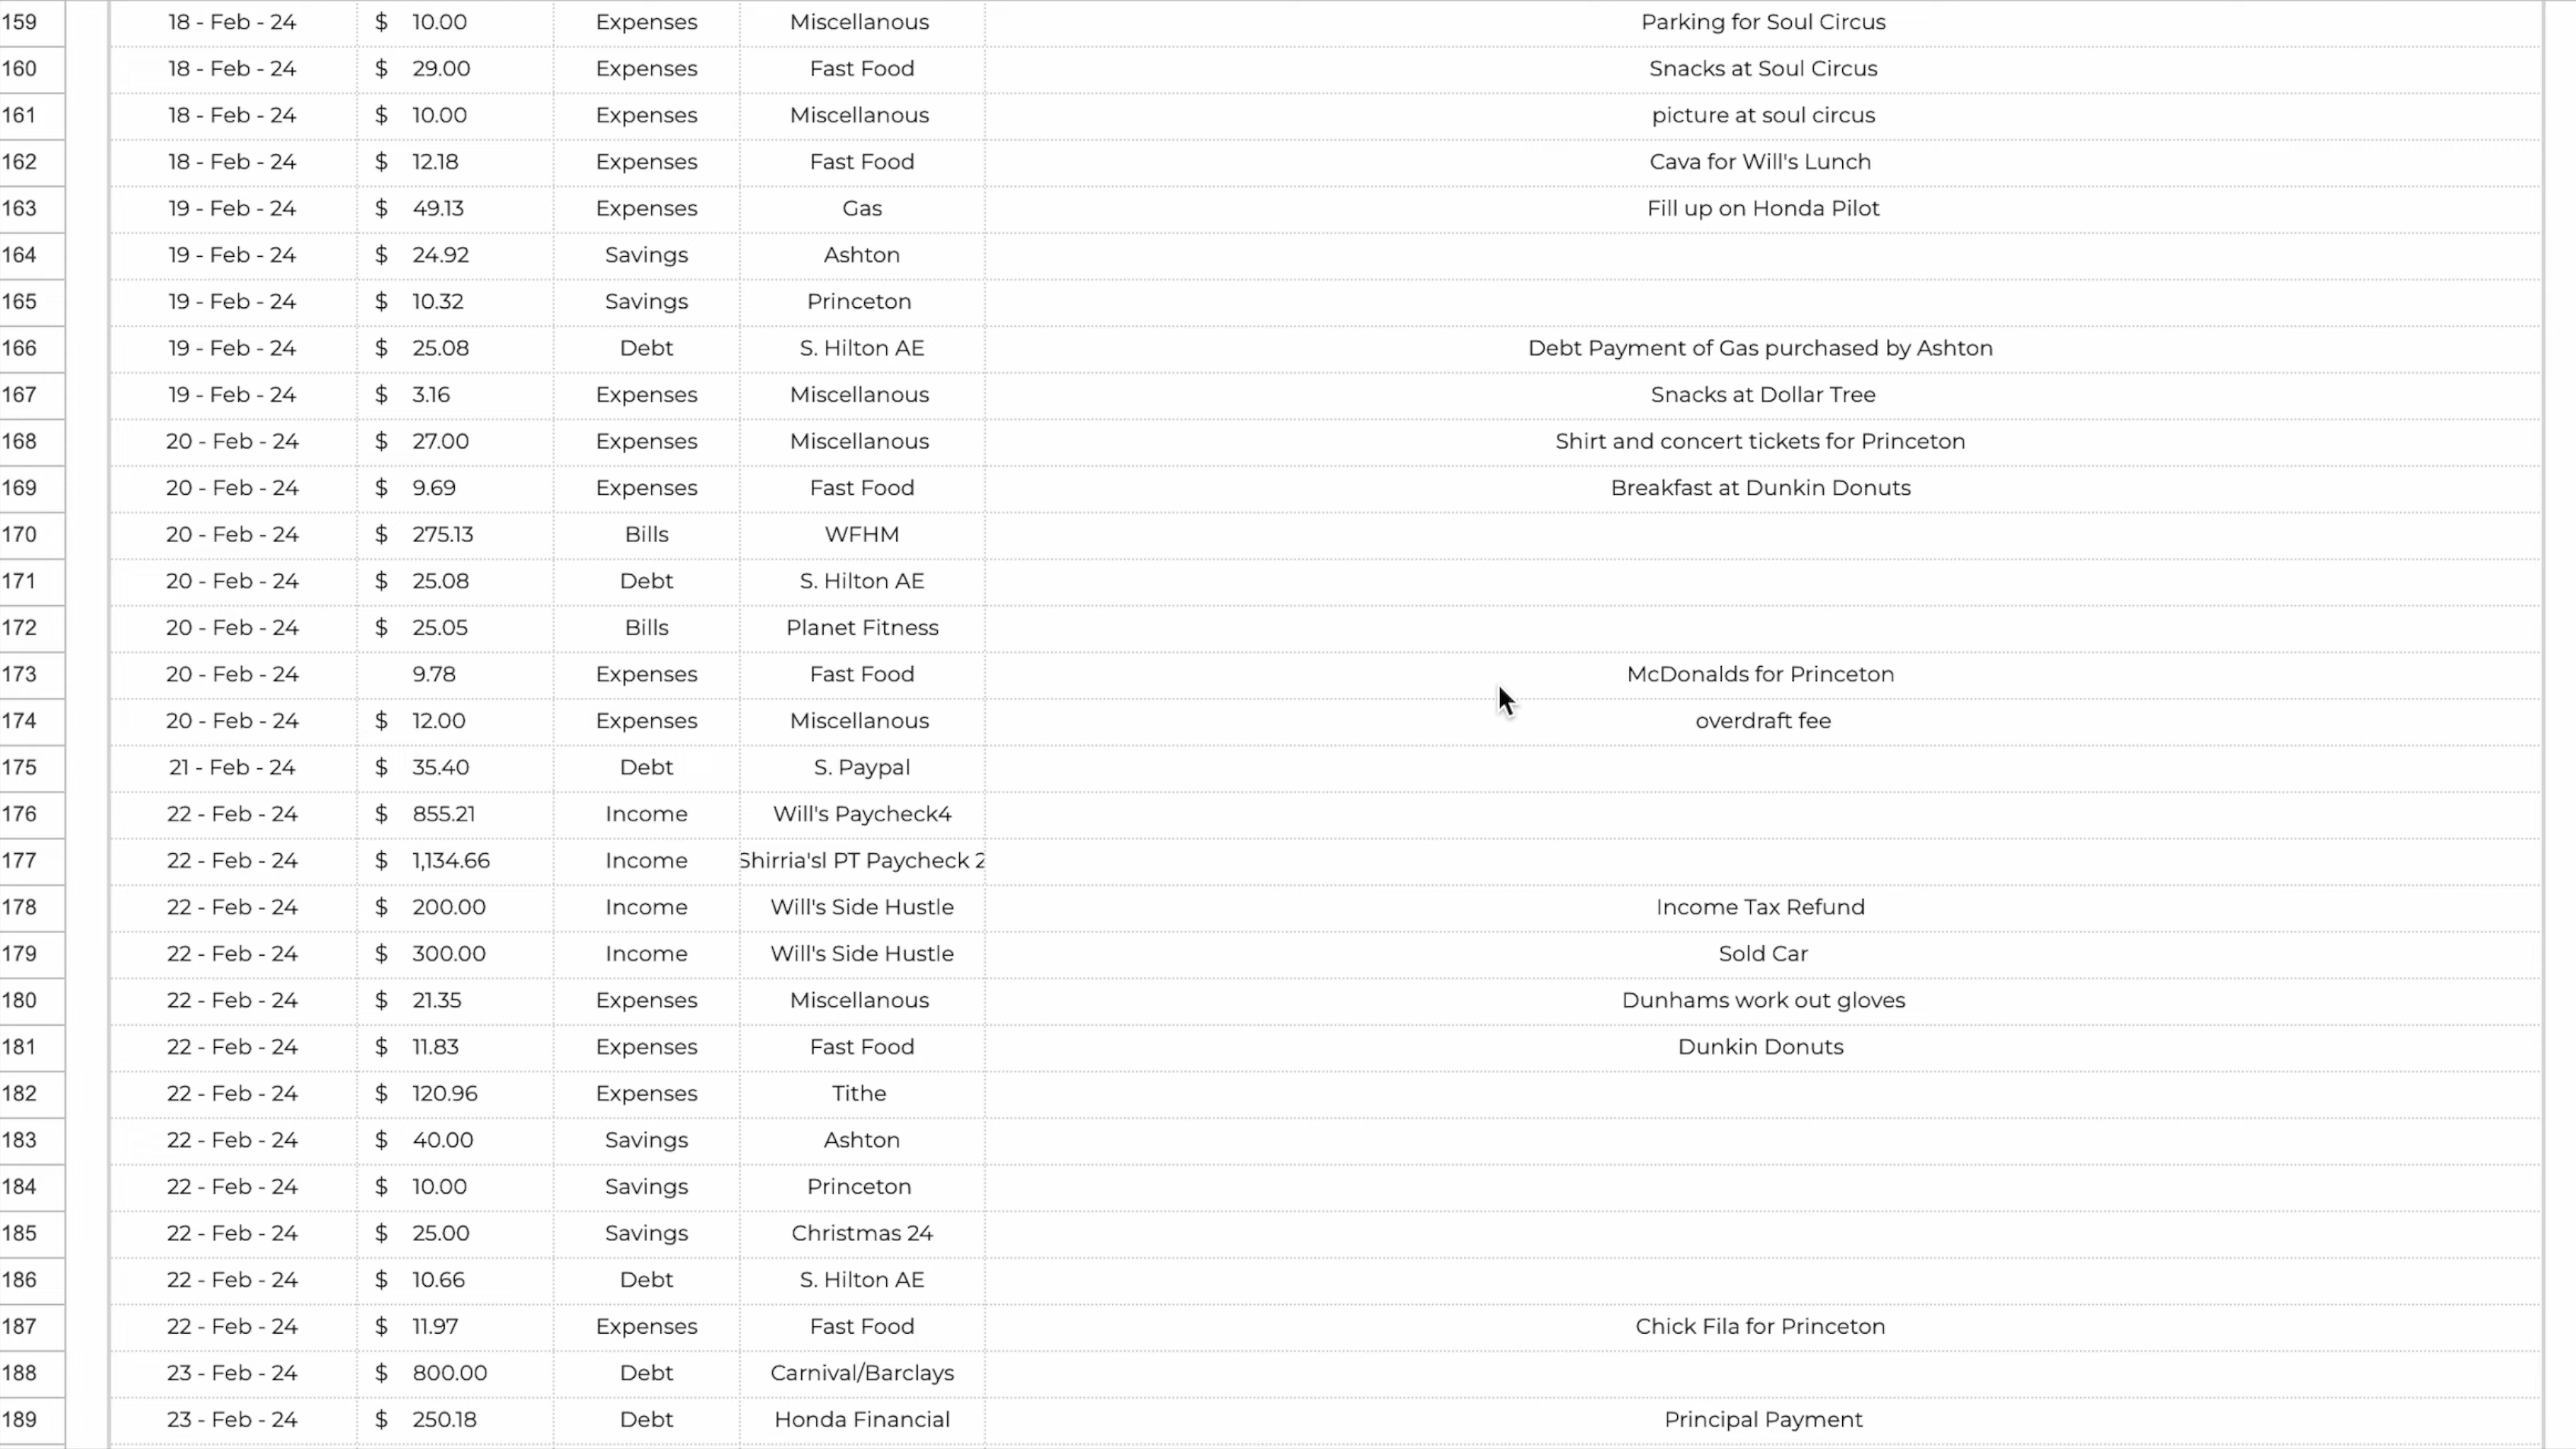 159 18 - Feb - 24 $ 10.00 Expenses Miscellanous Parking for Soul Circus
160 18 - Feb - 24 $ 29.00 Expenses Fast Food Snacks at Soul Circus
161 18 - Feb - 24 $ 10.00 Expenses Miscellanous picture at soul circus
162 18 - Feb - 24 $ 12.18 Expenses Fast Food Cava for Will's Lunch
163 19 - Feb - 24 $ 49.13 Expenses Gas Fill up on Honda Pilot
164 19 - Feb - 24 $ 24.92 Savings Ashton
165 19 - Feb - 24 $ 10.32 Savings Princeton
166 19 - Feb - 24 $ 25.08 Debt S. Hilton AE Debt Payment of Gas purchased by Ashton
167 19 - Feb - 24 $ 3.16 Expenses Miscellanous Snacks at Dollar Tree
168 20 - Feb - 24 $ 27.00 Expenses Miscellanous Shirt and concert tickets for Princeton
169 20 - Feb - 24 $ 9.69 Expenses Fast Food Breakfast at Dunkin Donuts
170 20 - Feb - 24 $ 275.13 Bills WFHM
171 20 - Feb - 24 $ 25.08 Debt S. Hilton AE
172 20 - Feb - 24 $ 25.05 Bills Planet Fitness
173 20 - Feb - 24 9.78 Expenses Fast Food McDonalds for Princeton
174 20 - Feb - 24 $ 12.00 Expenses Miscellanous overdraft fee
175 21 - Feb - 24 $ 35.40 Debt S. Paypal
176 22 - Feb - 24 $ 855.21 Income Will's Paycheck4
177 22 - Feb - 24 $ 1,134.66 Income Shirria'sl PT Paycheck 2
178 22 - Feb - 24 $ 200.00 Income Will's Side Hustle Income Tax Refund
179 22 - Feb - 24 $ 300.00 Income Will's Side Hustle Sold Car
180 22 - Feb - 24 $ 21.35 Expenses Miscellanous Dunhams work out gloves
181 22 - Feb - 24 $ 11.83 Expenses Fast Food Dunkin Donuts
182 22 - Feb - 24 $ 120.96 Expenses Tithe
183 22 - Feb - 24 $ 40.00 Savings Ashton
184 22 - Feb - 24 $ 10.00 Savings Princeton
185 22 - Feb - 24 $ 25.00 Savings Christmas 24
186 22 - Feb - 24 $ 10.66 Debt S. Hilton AE
187 22 - Feb - 24 $ 11.97 Expenses Fast Food Chick Fila for Princeton
188 23 - Feb - 24 $ 800.00 Debt Carnival/Barclays
189 23 - Feb - 24 $ 250.18 Debt Honda Financial Principal Payment